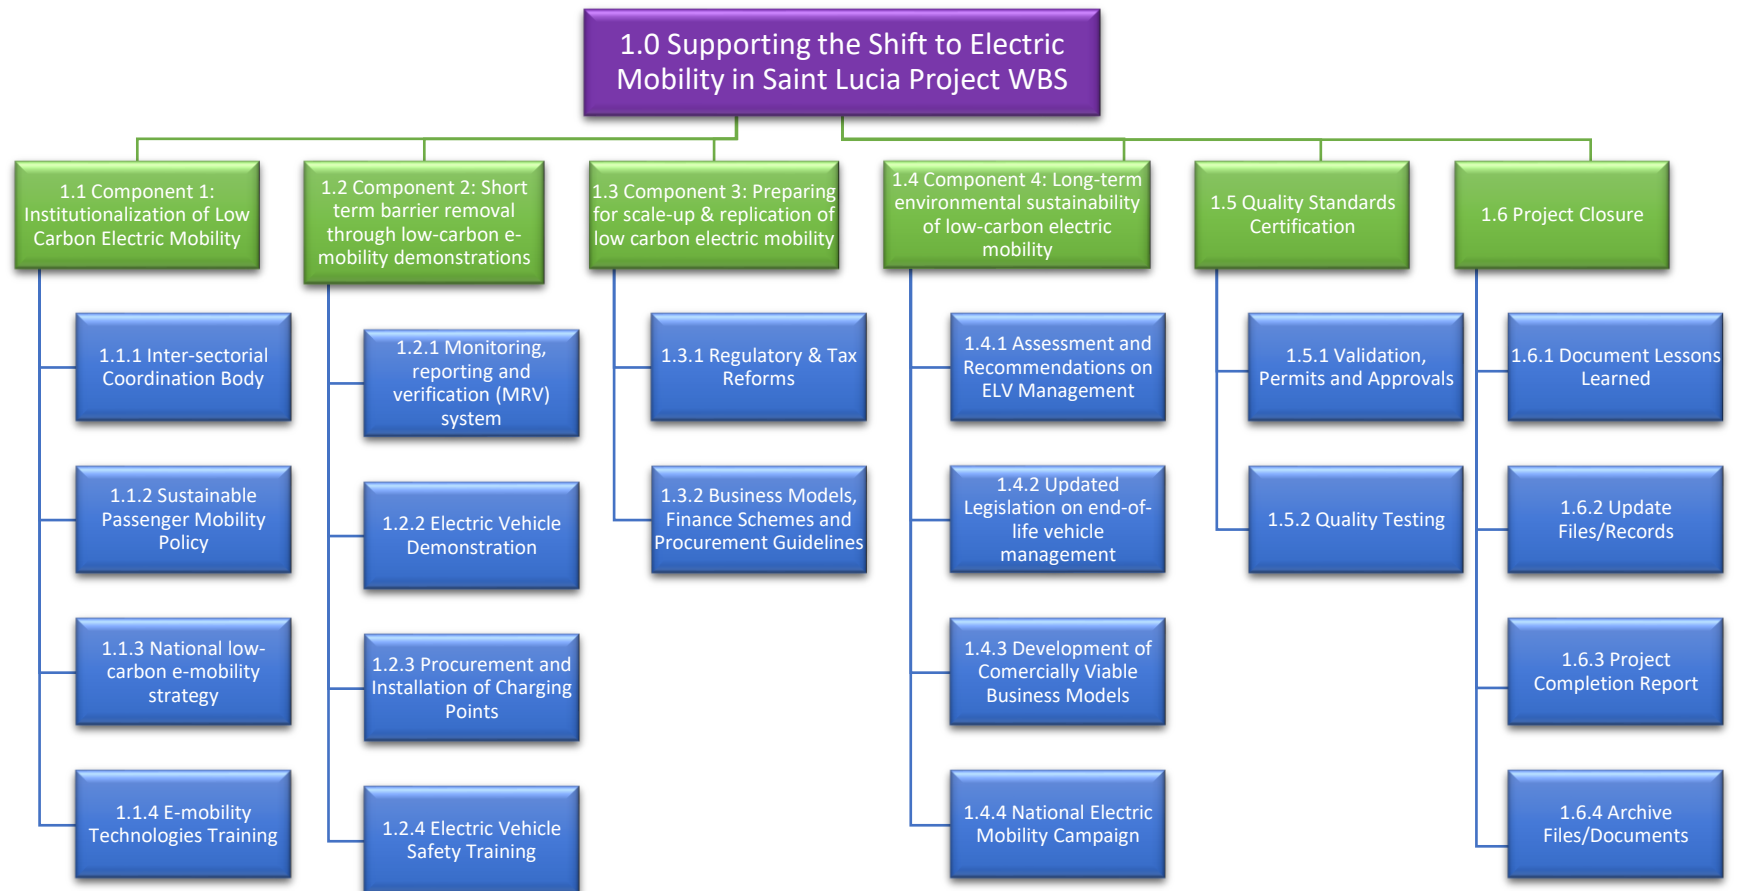 1.0 Supporting the Shift to Electric
Mobility in Saint Lucia Project WBS
1.1 Component 1:
Institutionalization of Low
Carbon Electric Mobility
1.1.1 Inter-sectorial
Coordination Body
1.1.2 Sustainable
Passenger Mobility
Policy
1.1.3 National low-
carbon e-mobility
strategy
1.1.4 E-mobility
Technologies Training
1.2 Component 2: Short
term barrier removal
through low-carbon e-
mobility demonstrations
1.2.1 Monitoring,
reporting and
verification (MRV)
system
1.2.2 Electric Vehicle
Demonstration
1.2.3 Procurement and
Installation of Charging
Points
1.2.4 Electric Vehicle
Safety Training
1.3 Component 3: Preparing
for scale-up & replication of
low carbon electric mobility
1.3.1 Regulatory & Tax
Reforms
1.3.2 Business Models,
Finance Schemes and
Procurement Guidelines
1.4 Component 4: Long-term
environmental sustainability
of low-carbon electric
mobility
1.4.1 Assessment and
Recommendations on
ELV Management
1.4.2 Updated
Legislation on end-of-
life vehicle
management
1.4.3 Development of
Comercially Viable
Business Models
1.4.4 National Electric
Mobility Campaign
1.5 Quality Standards
Certification
1.5.1 Validation,
Permits and Approvals
1.5.2 Quality Testing
1.6 Project Closure
1.6.1 Document Lessons
Learned
1.6.2 Update
Files/Records
1.6.3 Project
Completion Report
1.6.4 Archive
Files/Documents